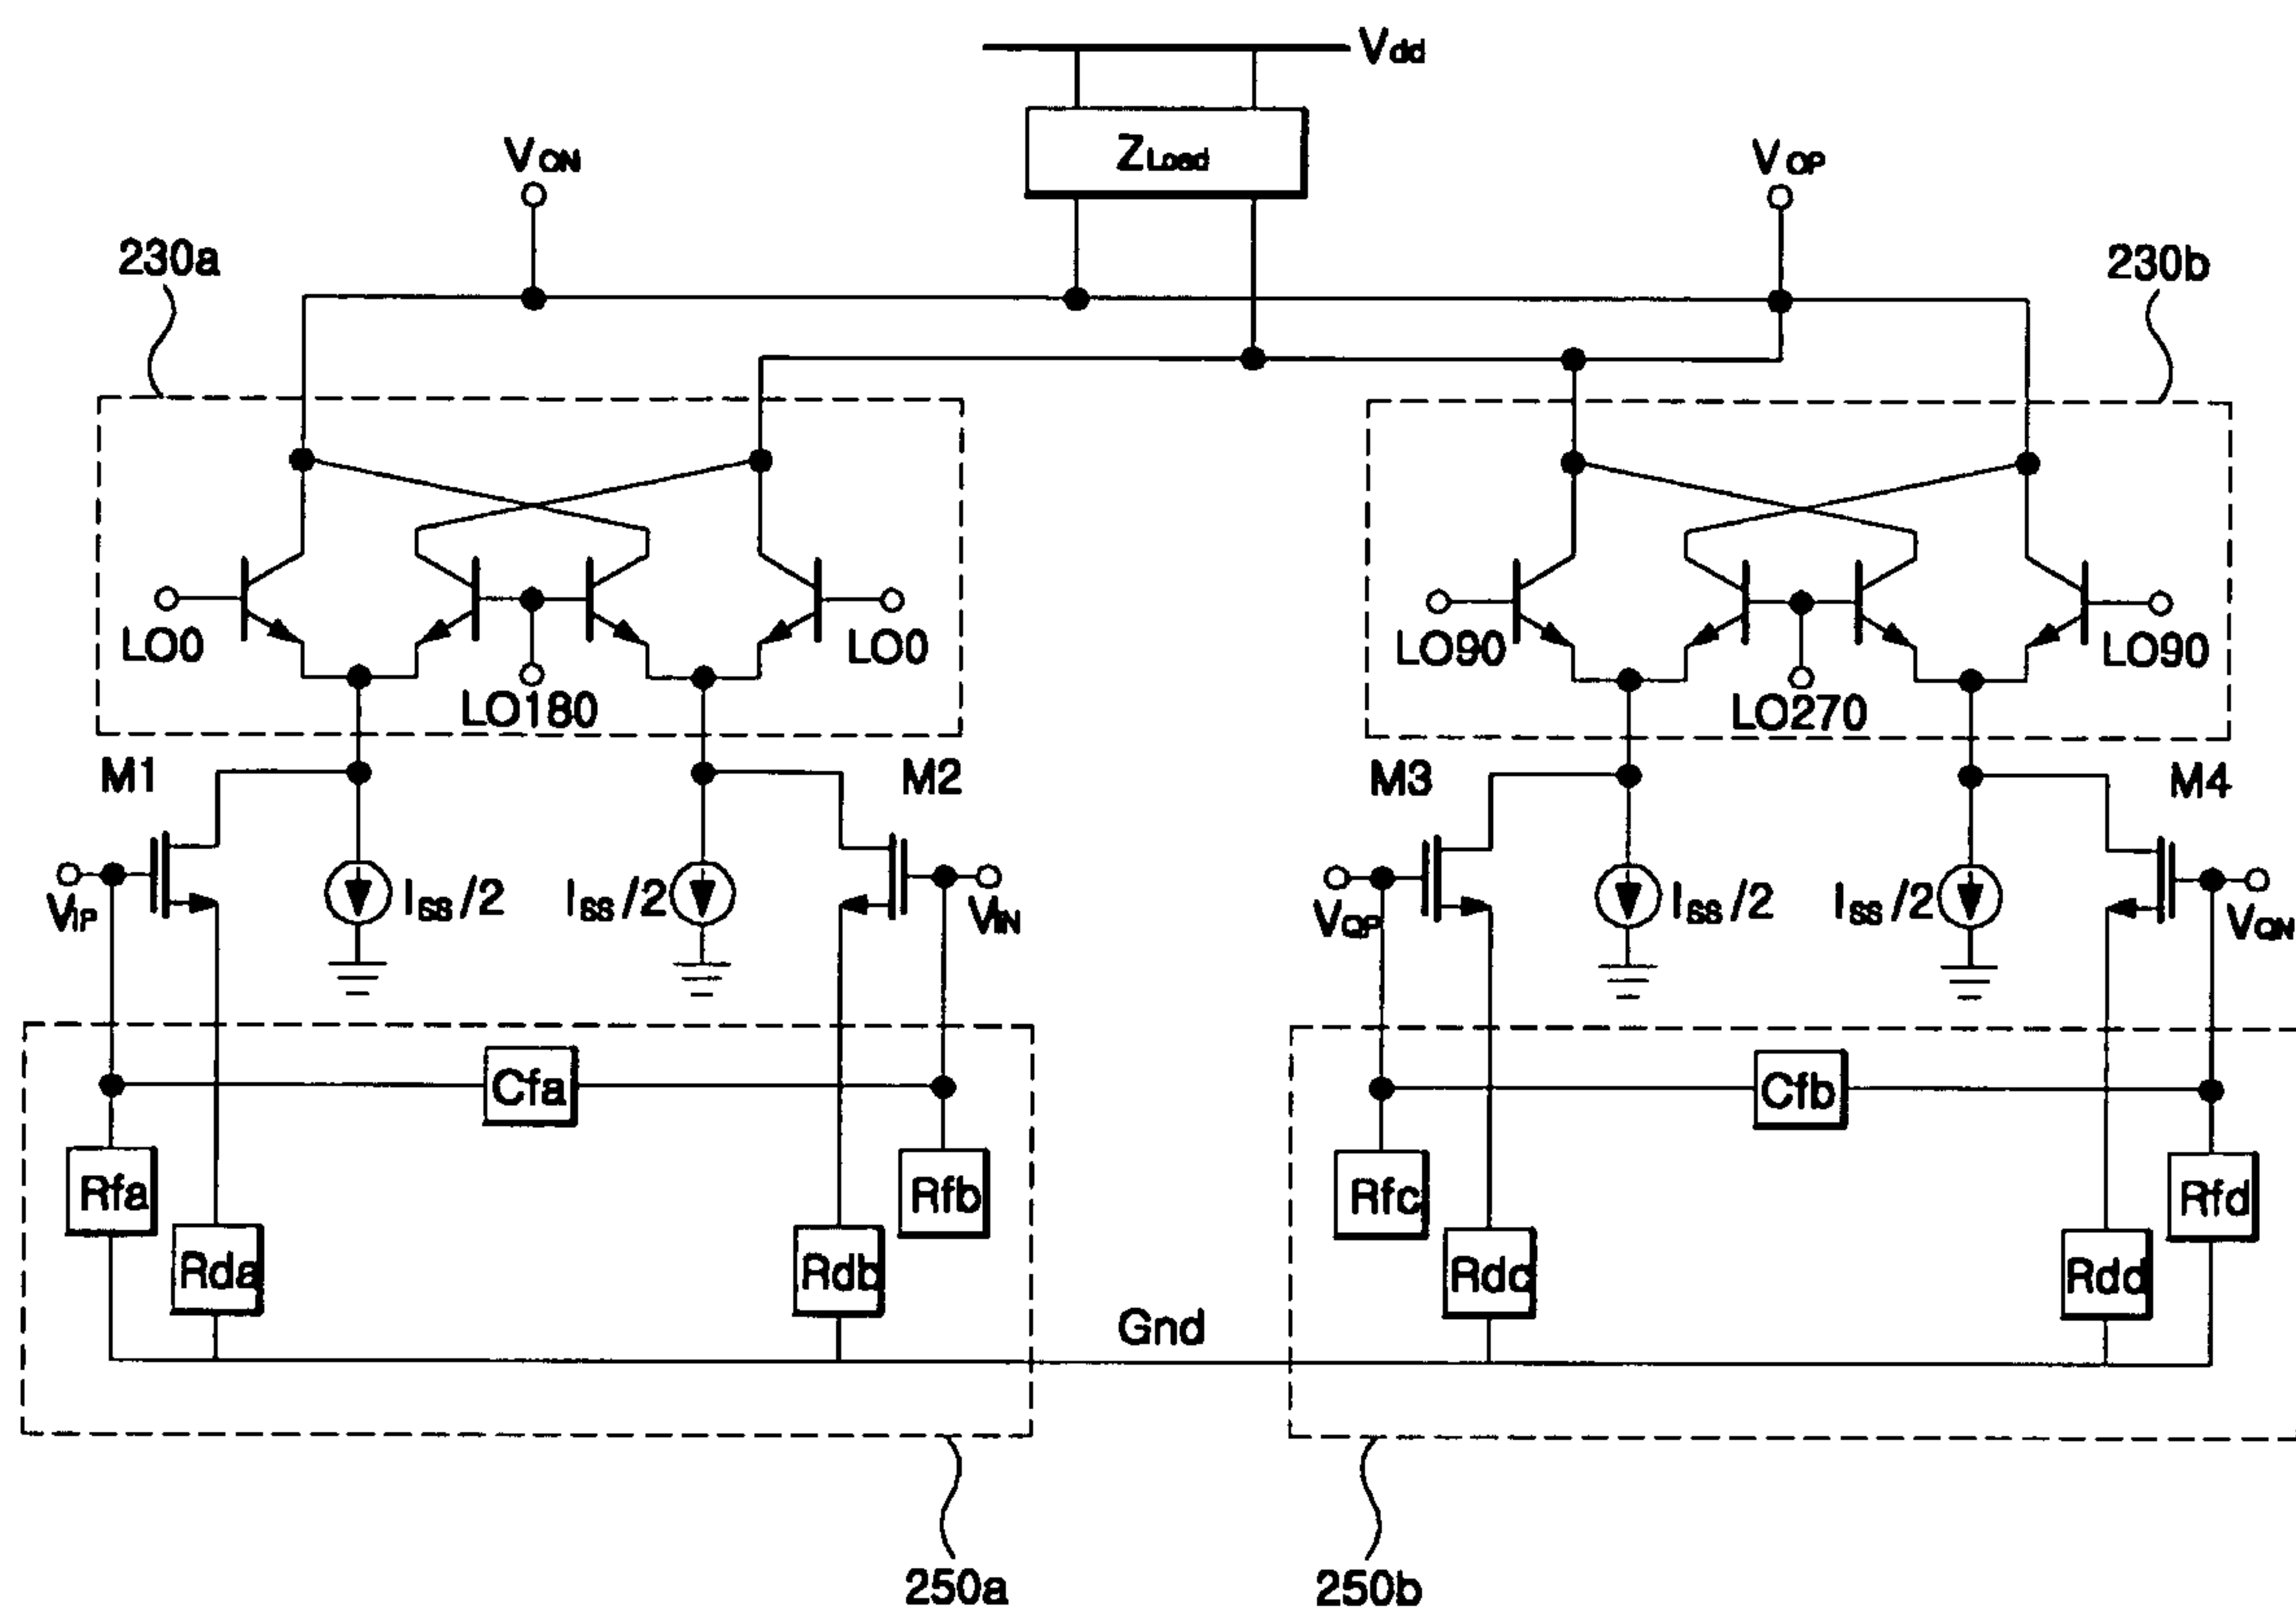 Vdd
ZLoad
VON
VOP
230a
230b
LO0
LO180
LO0
LO90
LO270
LO90
M1
M2
M3
M4
VIP
ISS/2
ISS/2
VIN
VQP
ISS/2
ISS/2
VQN
Cfa
Cfb
Rfa
Rda
Rdb
Rfb
Rfc
Rdc
Rdd
Rfd
Gnd
250a
250b